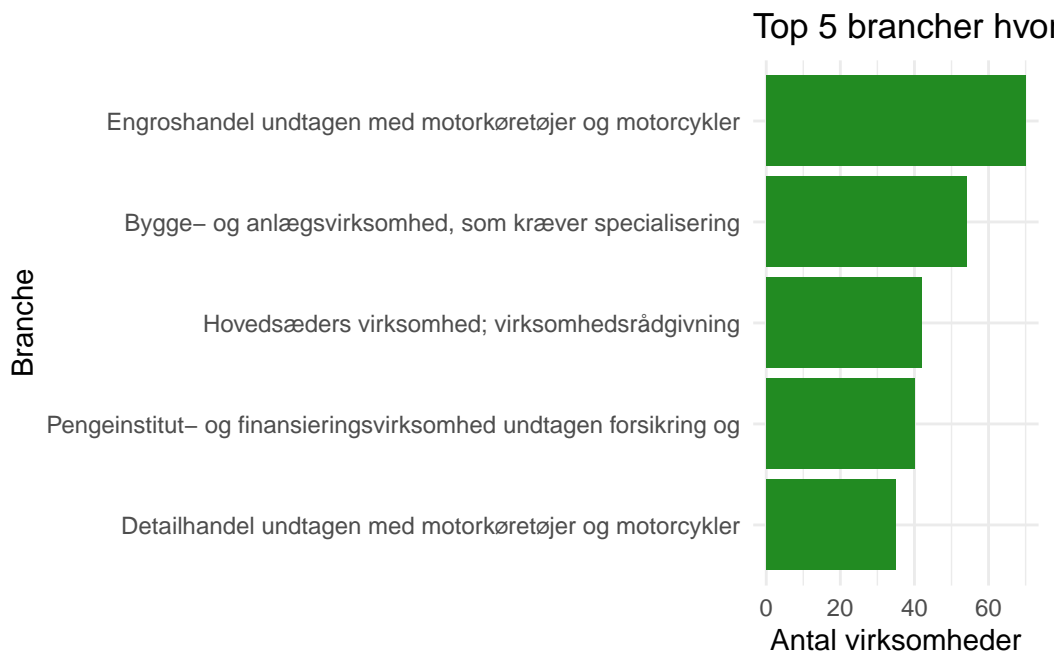 Top 5 brancher hvor
Engroshandel undtagen med motorkøretøjer og motorcykler
Bygge− og anlægsvirksomhed, som kræver specialisering
Hovedsæders virksomhed; virksomhedsrådgivning
Pengeinstitut− og finansieringsvirksomhed undtagen forsikring og
Detailhandel undtagen med motorkøretøjer og motorcykler
Branche
0 20 40 60
Antal virksomheder